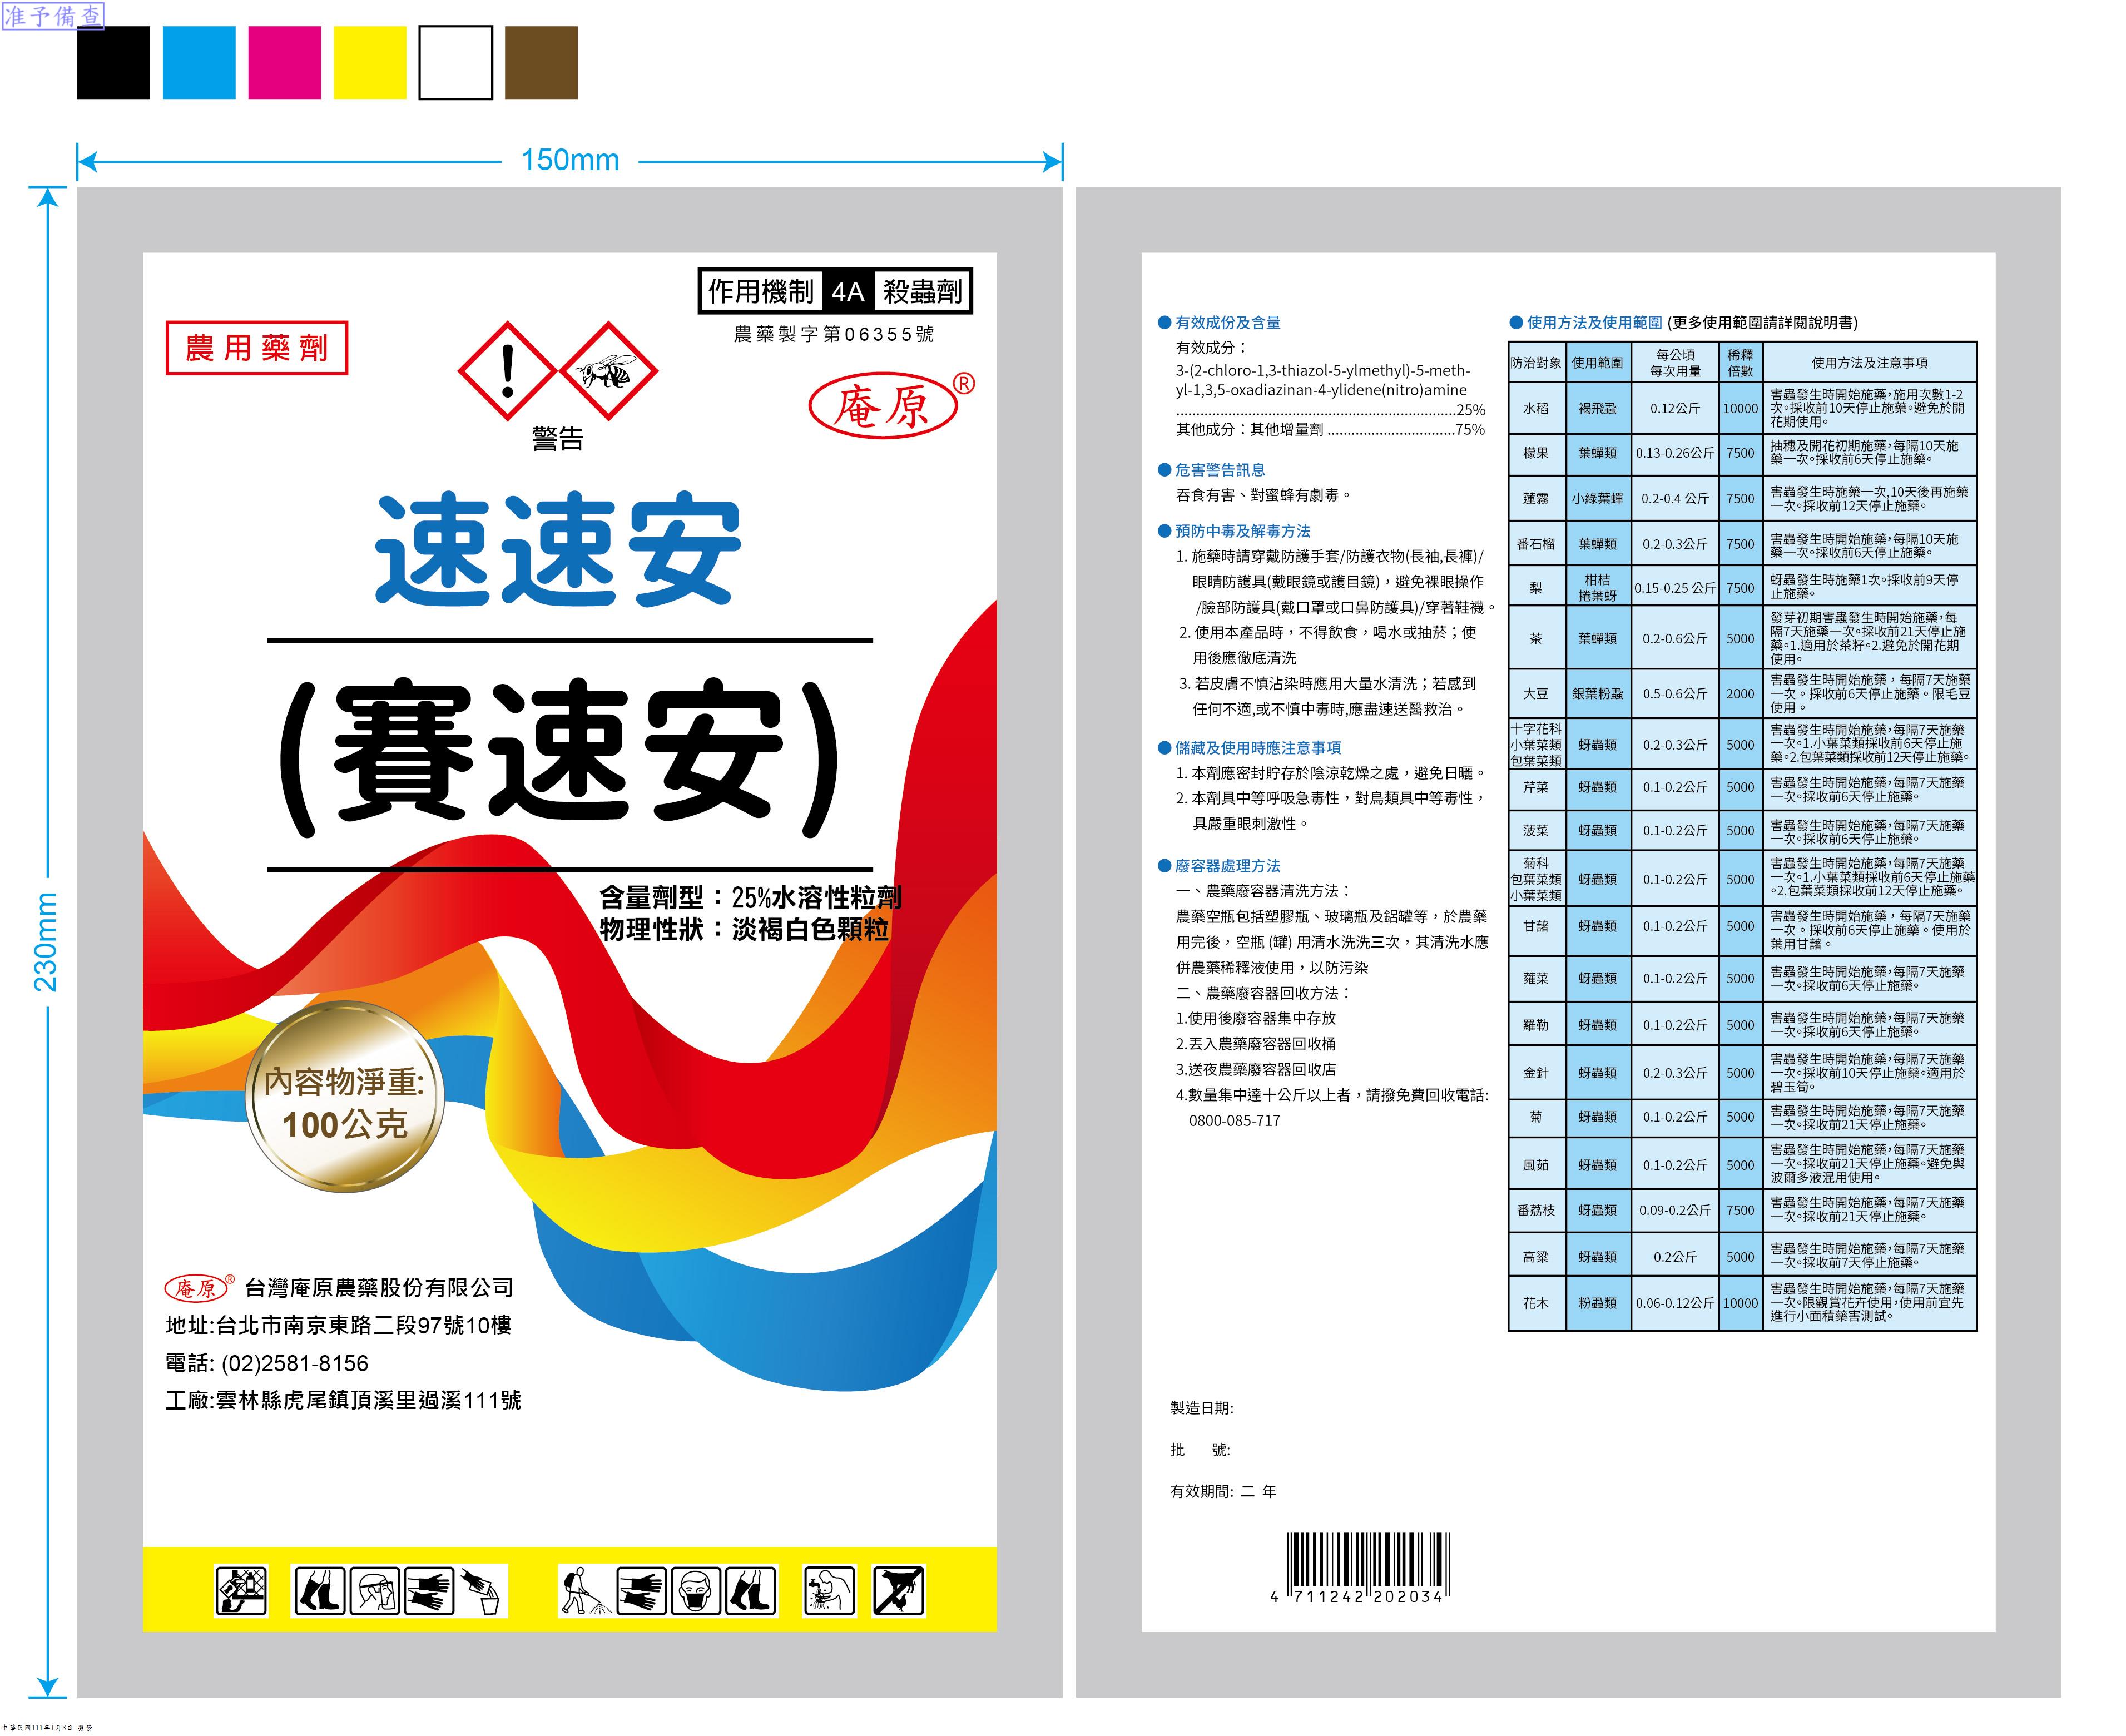 准予備查
150mm
230mm
作用機制 4A 殺蟲劑
農藥製字第06355號
農用藥劑
庵原®
警告
速速安
(賽速安)
含量劑型：25%水溶性粒劑
物理性狀：淡褐白色顆粒
內容物淨重:
100公克
庵原® 台灣庵原農藥股份有限公司
地址:台北市南京東路二段97號10樓
電話: (02)2581-8156
工廠:雲林縣虎尾鎮頂溪里過溪111號
● 有效成份及含量
有效成分：
3-(2-chloro-1,3-thiazol-5-ylmethyl)-5-meth-
yl-1,3,5-oxadiazinan-4-ylidene(nitro)amine
......................................................................25%
其他成分：其他增量劑................................75%
● 危害警告訊息
吞食有害、對蜜蜂有劇毒。
● 預防中毒及解毒方法
1. 施藥時請穿戴防護手套/防護衣物(長袖,長褲)/
眼睛防護具(戴眼鏡或護目鏡)，避免裸眼操作
/臉部防護具(戴口罩或口鼻防護具)/穿著鞋襪。
2. 使用本產品時，不得飲食，喝水或抽菸；使
用後應徹底清洗
3. 若皮膚不慎沾染時應用大量水清洗；若感到
任何不適,或不慎中毒時,應盡速送醫救治。
● 儲藏及使用時應注意事項
1. 本劑應密封貯存於陰涼乾燥之處，避免日曬。
2. 本劑具中等呼吸急毒性，對鳥類具中等毒性，
具嚴重眼刺激性。
● 廢容器處理方法
一、農藥廢容器清洗方法：
農藥空瓶包括塑膠瓶、玻璃瓶及鋁罐等，於農藥
用完後，空瓶 (罐) 用清水洗洗三次，其清洗水應
併農藥稀釋液使用，以防污染
二、農藥廢容器回收方法：
1.使用後廢容器集中存放
2.丟入農藥廢容器回收桶
3.送夜農藥廢容器回收店
4.數量集中達十公斤以上者，請撥免費回收電話:
0800-085-717
● 使用方法及使用範圍 (更多使用範圍請詳閱說明書)
防治對象 使用範圍 每公頃 每次用量 稀釋 倍數 使用方法及注意事項
水稻 褐飛蝨 0.12公斤 10000 害蟲發生時開始施藥，施用次數1-2
次。採收前10天停止施藥。避免於開
花期使用。
檬果 葉蟬類 0.13-0.26公斤 7500 抽穗及開花初期施藥，每隔10天施
藥一次。採收前6天停止施藥。
蓮霧 小綠葉蟬 0.2-0.4 公斤 7500 害蟲發生時施藥一次,10天後再施藥
一次。採收前12天停止施藥。
番石榴 葉蟬類 0.2-0.3公斤 7500 害蟲發生時開始施藥，每隔10天施
藥一次。採收前6天停止施藥。
梨 柑桔 捲葉蚜 0.15-0.25 公斤 7500 蚜蟲發生時施藥1次。採收前9天停
止施藥。
茶 葉蟬類 0.2-0.6公斤 5000 發芽初期害蟲發生時開始施藥，每
隔7天施藥一次。採收前21天停止施
藥。1.適用於茶籽。2.避免於開花期
使用。
大豆 銀葉粉蝨 0.5-0.6公斤 2000 害蟲發生時開始施藥，每隔7天施藥
一次。採收前6天停止施藥。限毛豆
使用。
十字花科 小葉菜類 包葉菜類 蚜蟲類 0.2-0.3公斤 5000 害蟲發生時開始施藥，每隔7天施藥
一次。1.小葉菜類採收前6天停止施
藥。2.包葉菜類採收前12天停止施藥。
芹菜 蚜蟲類 0.1-0.2公斤 5000 害蟲發生時開始施藥，每隔7天施藥
一次。採收前6天停止施藥。
菠菜 蚜蟲類 0.1-0.2公斤 5000 害蟲發生時開始施藥，每隔7天施藥
一次。採收前6天停止施藥。
菊科 包葉菜類 小葉菜類 蚜蟲類 0.1-0.2公斤 5000 害蟲發生時開始施藥，每隔7天施藥
一次。1.小葉菜類採收前6天停止施藥
。2.包葉菜類採收前12天停止施藥。
甘藷 蚜蟲類 0.1-0.2公斤 5000 害蟲發生時開始施藥，每隔7天施藥
一次。採收前6天停止施藥。使用於
葉用甘藷。
蕹菜 蚜蟲類 0.1-0.2公斤 5000 害蟲發生時開始施藥，每隔7天施藥
一次。採收前6天停止施藥。
羅勒 蚜蟲類 0.1-0.2公斤 5000 害蟲發生時開始施藥，每隔7天施藥
一次。採收前6天停止施藥。
金針 蚜蟲類 0.2-0.3公斤 5000 害蟲發生時開始施藥，每隔7天施藥
一次。採收前10天停止施藥。適用於
碧玉筍。
菊 蚜蟲類 0.1-0.2公斤 5000 害蟲發生時開始施藥，每隔7天施藥
一次。採收前21天停止施藥。
風茹 蚜蟲類 0.1-0.2公斤 5000 害蟲發生時開始施藥，每隔7天施藥
一次。採收前21天停止施藥。避免與
波爾多液混用使用。
番荔枝 蚜蟲類 0.09-0.2公斤 7500 害蟲發生時開始施藥，每隔7天施藥
一次。採收前21天停止施藥。
高粱 蚜蟲類 0.2公斤 5000 害蟲發生時開始施藥，每隔7天施藥
一次。採收前7天停止施藥。
花木 粉蝨類 0.06-0.12公斤 10000 害蟲發生時開始施藥，每隔7天施藥
一次。限觀賞花卉使用，使用前宜先
進行小面積藥害測試。
製造日期:
批 號:
有效期間: 二 年
4 711242 202034
中華民國111年1月3日 簽發